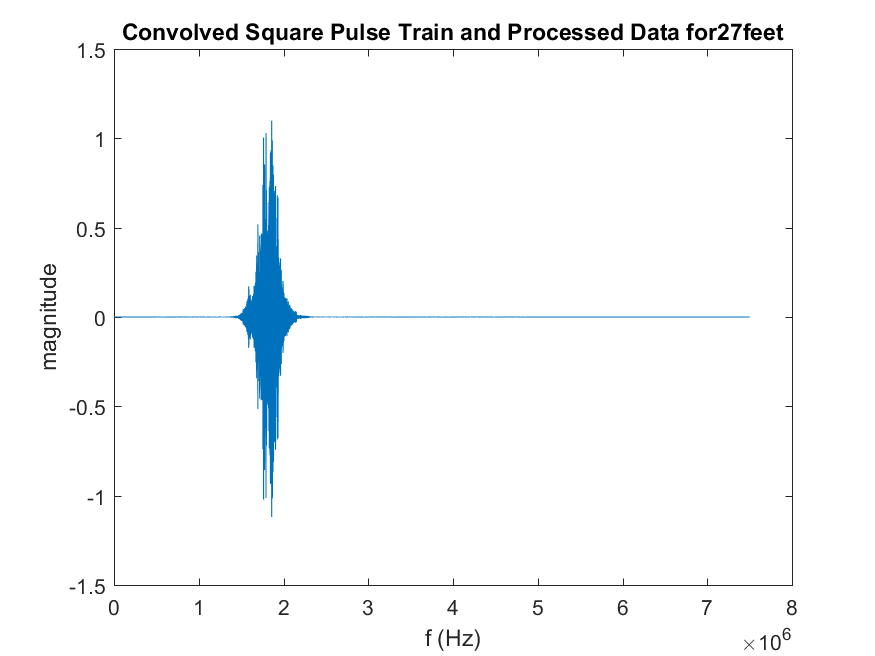 Convolved Square Pulse Train and Processed Data for27feet
1.5
1
0.5
0
-0.5
-1
-1.5
magnitude
0 1 2 3 4 5 6 7 8
f (Hz)
×10^6